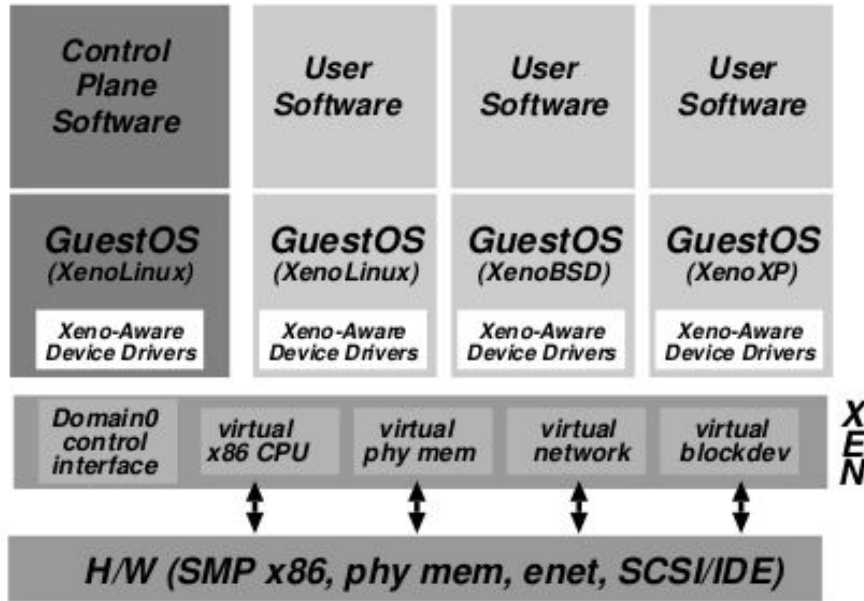 Control
Plane
Software
User
Software
User
Software
User
Software
GuestOS
(XenoLinux)
Xeno-Aware
Device Drivers
GuestOS
(XenoLinux)
Xeno-Aware
Device Drivers
GuestOS
(XenoBSD)
Xeno-Aware
Device Drivers
GuestOS
(XenoXP)
Xeno-Aware
Device Drivers
Domain0
control
interface
virtual
x86 CPU
virtual
phy mem
virtual
network
virtual
blockdev
X
E
N
H/W (SMP x86, phy mem, enet, SCSI/IDE)